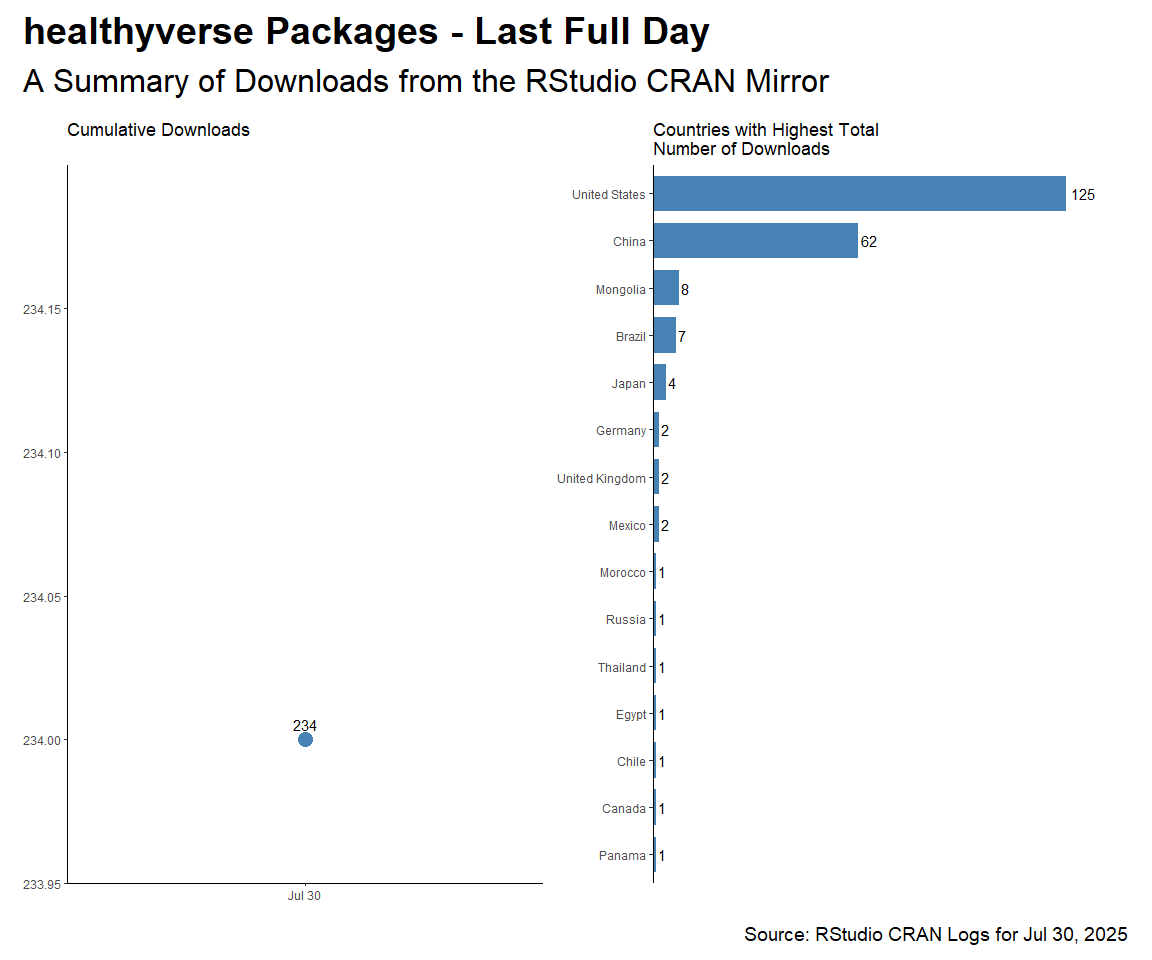 healthyverse Packages - Last Full Day
A Summary of Downloads from the RStudio CRAN Mirror
Cumulative Downloads
234.15
234.10
234.05
234.00
233.95
234
Jul 30
Countries with Highest Total
Number of Downloads
United States 125
China 62
Mongolia 8
Brazil 7
Japan 4
Germany 2
United Kingdom 2
Mexico 2
Morocco 1
Russia 1
Thailand 1
Egypt 1
Chile 1
Canada 1
Panama 1
Source: RStudio CRAN Logs for Jul 30, 2025